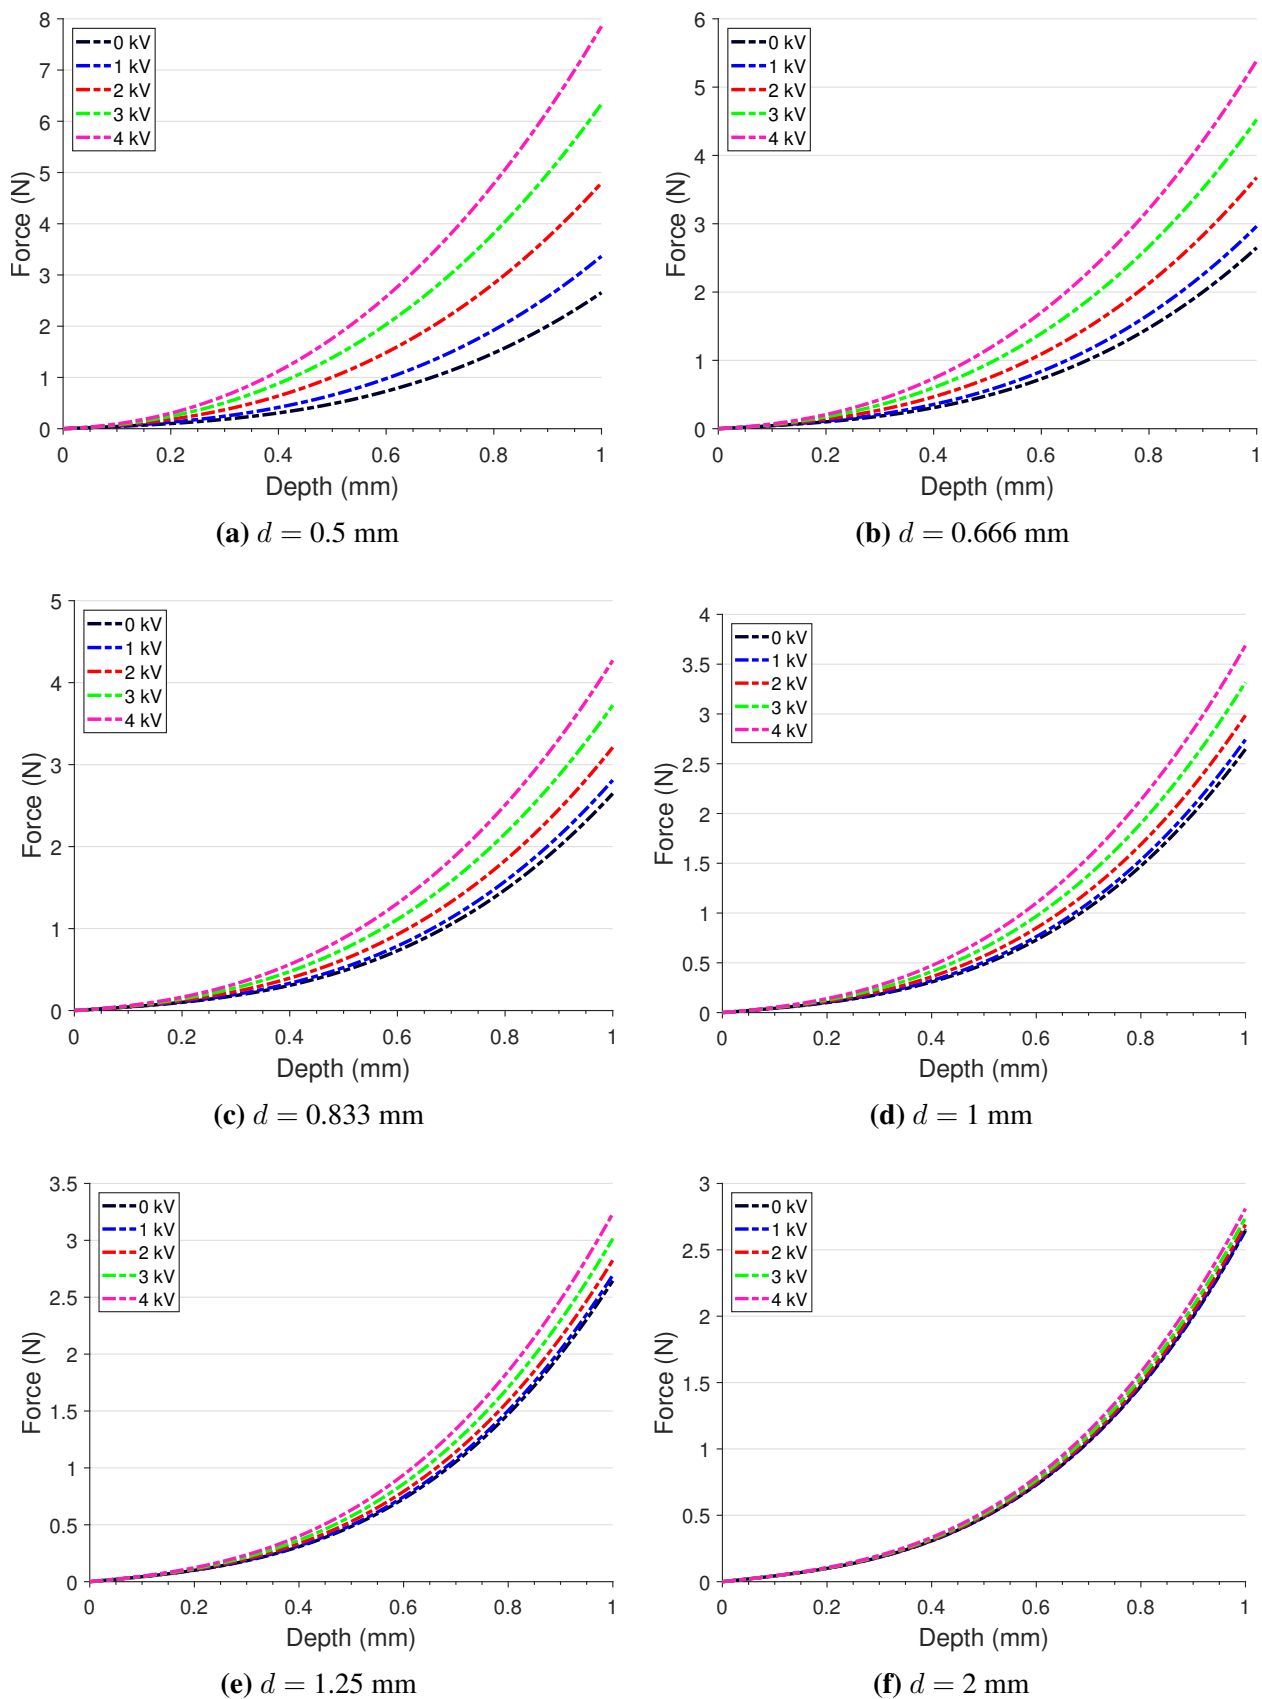 8
7
6
5
4
3
2
1
0
Force (N)
0 kV
1 kV
2 kV
3 kV
4 kV
0 0.2 0.4 0.6 0.8 1
Depth (mm)
(a) d = 0.5 mm
6
5
4
3
2
1
0
Force (N)
0 kV
1 kV
2 kV
3 kV
4 kV
0 0.2 0.4 0.6 0.8 1
Depth (mm)
(b) d = 0.666 mm
5
4
3
2
1
0
Force (N)
0 kV
1 kV
2 kV
3 kV
4 kV
0 0.2 0.4 0.6 0.8 1
Depth (mm)
(c) d = 0.833 mm
4
3.5
3
2.5
2
1.5
1
0.5
0
Force (N)
0 kV
1 kV
2 kV
3 kV
4 kV
0 0.2 0.4 0.6 0.8 1
Depth (mm)
(d) d = 1 mm
3.5
3
2.5
2
1.5
1
0.5
0
Force (N)
0 kV
1 kV
2 kV
3 kV
4 kV
0 0.2 0.4 0.6 0.8 1
Depth (mm)
(e) d = 1.25 mm
3
2.5
2
1.5
1
0.5
0
Force (N)
0 kV
1 kV
2 kV
3 kV
4 kV
0 0.2 0.4 0.6 0.8 1
Depth (mm)
(f) d = 2 mm